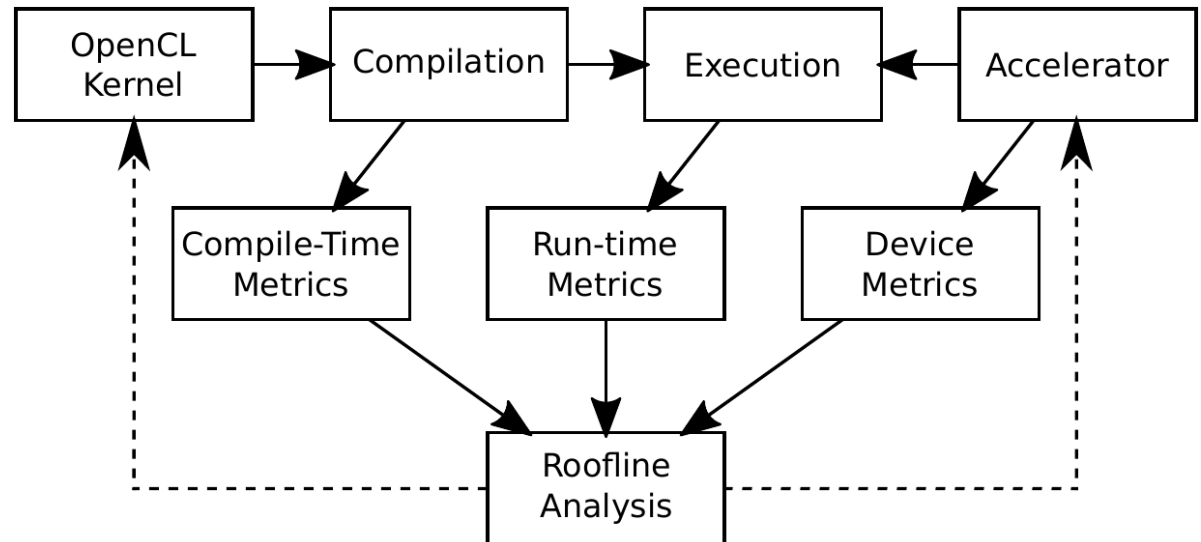 OpenCL
Kernel
Compilation
Execution
Accelerator
Compile-Time
Metrics
Run-time
Metrics
Device
Metrics
Roofline
Analysis